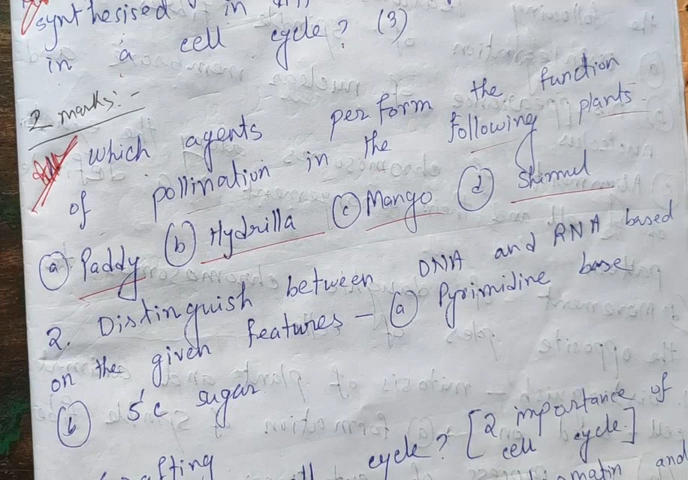 synthesised in
in a cell cycle? (3)
2 marks:-
Which agents perform the function
of pollination in the following plants
(a) Paddy (b) Hydrilla (c) Mango (d) Shimul
2. Distinguish between DNA and RNA based
on the given features - (a) Pyrimidine base
(b) 5'c sugar
cycle? [2 importance of
cell cycle.]
and